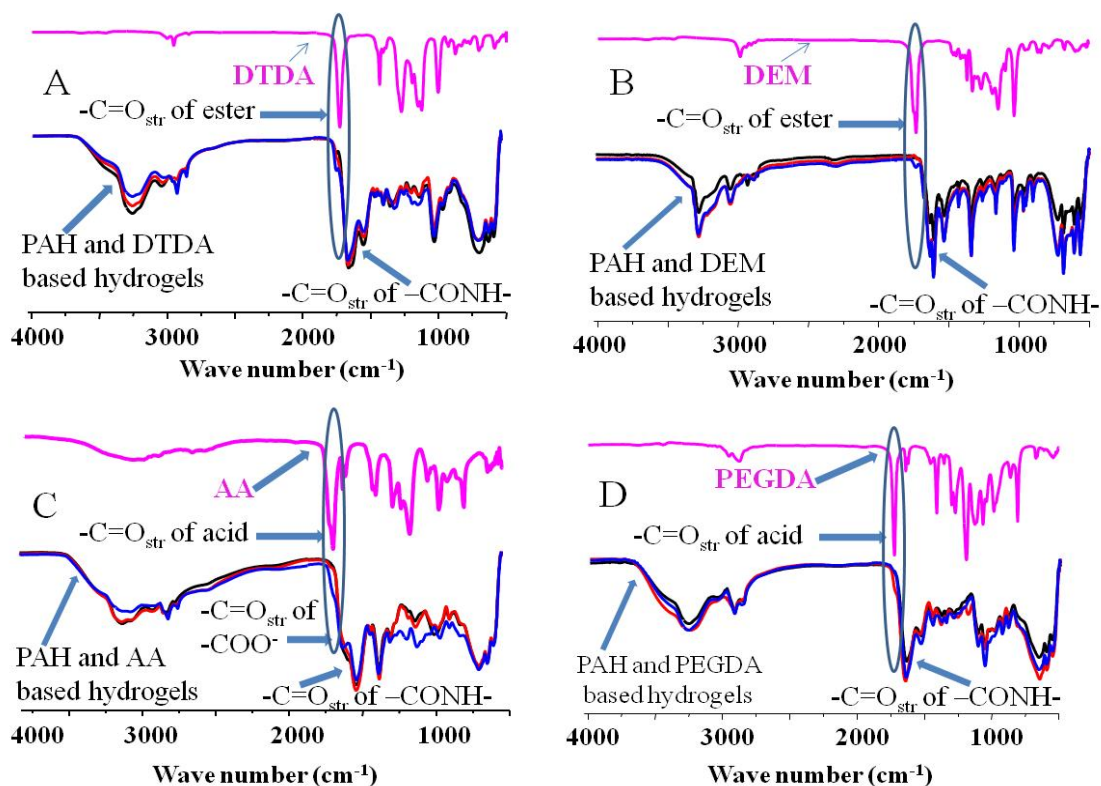 A
DTDA
-C=Ostr of ester
PAH and DTDA
based hydrogels
-C=Ostr of –CONH-
4000 3000 2000 1000
Wave number (cm-1)
B
DEM
-C=Ostr of ester
PAH and DEM
based hydrogels
-C=Ostr of –CONH-
4000 3000 2000 1000
Wave number (cm-1)
C
AA
-C=Ostr of acid
-C=Ostr of
-COO-
PAH and AA
based hydrogels
-C=Ostr of –CONH-
4000 3000 2000 1000
Wave number (cm-1)
D
PEGDA
-C=Ostr of acid
PAH and PEGDA
based hydrogels
-C=Ostr of –CONH-
4000 3000 2000 1000
Wave number (cm-1)